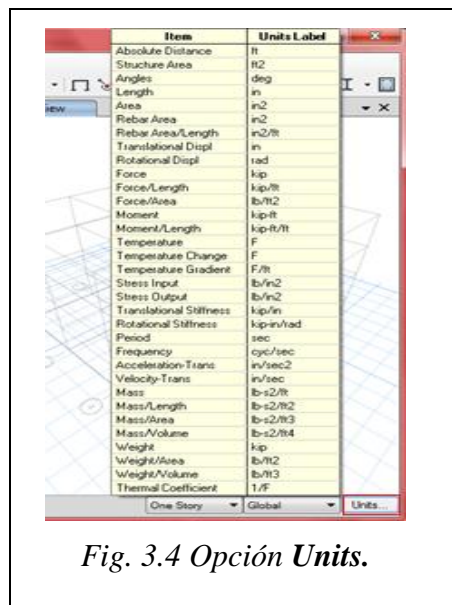 Item Units Label
Absolute Distance ft
Structure Area ft2
Angles deg
Length in
Area in2
Rebar Area in2
Rebar Area/Length in2/ft
Translational Displ in
Rotational Displ rad
Force kip
Force/Length kip/ft
Force/Area lb/ft2
Moment kip-ft
Moment/Length kip-ft/ft
Temperature F
Temperature Change F
Temperature Gradient F/ft
Stress Input lb/in2
Stress Output lb/in2
Translational Stiffness kip/in
Rotational Stiffness kip-in/rad
Period sec
Frequency cyc/sec
Acceleration-Trans in/sec2
Velocity-Trans in/sec
Mass lb-s2/ft
Mass/Length lb-s2/ft2
Mass/Area lb-s2/ft3
Mass/Volume lb-s2/ft4
Weight kip
Weight/Area lb/ft2
Weight/Volume lb/ft3
Thermal Coefficient 1/F
One Story Global Units...
Fig. 3.4 Opción Units.